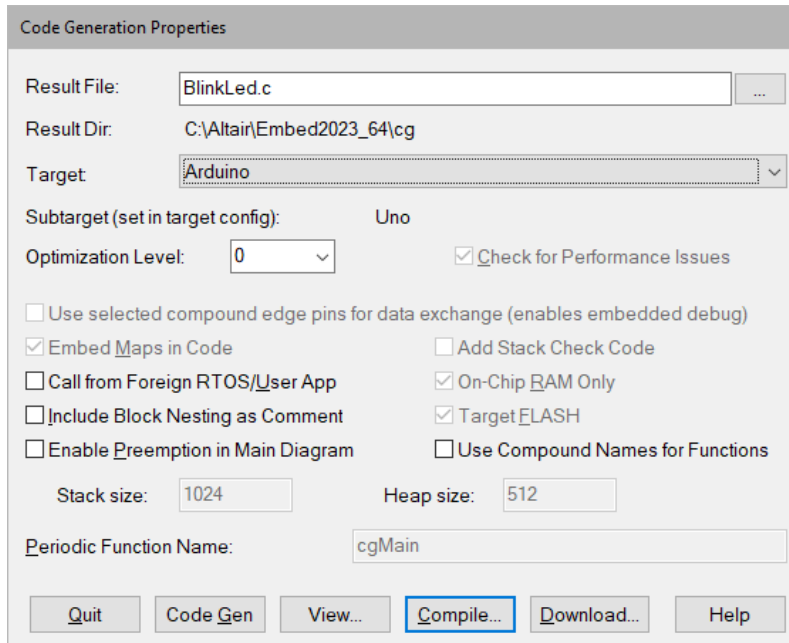 Code Generation Properties
Result File: BlinkLed.c ...
Result Dir: C:\Altair\Embed2023_64\cg
Target: Arduino
Subtarget (set in target config): Uno
Optimization Level: 0 Check for Performance Issues
Use selected compound edge pins for data exchange (enables embedded debug)
Embed Maps in Code Add Stack Check Code
Call from Foreign RTOS/User App On-Chip RAM Only
Include Block Nesting as Comment Target FLASH
Enable Preemption in Main Diagram Use Compound Names for Functions
Stack size: 1024 Heap size: 512
Periodic Function Name: cgMain
Quit Code Gen View... Compile... Download... Help